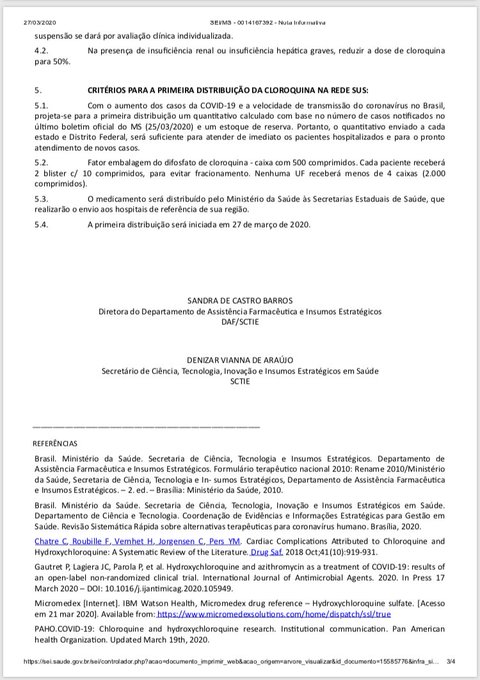 27/03/2020 SEI/MS - 0014167392 - Nota Informativa
suspensão se dará por avaliação clínica individualizada.
4.2. Na presença de insuficiência renal ou insuficiência hepática graves, reduzir a dose de cloroquina
para 50%.
5. CRITÉRIOS PARA A PRIMEIRA DISTRIBUIÇÃO DA CLOROQUINA NA REDE SUS:
5.1. Com o aumento dos casos da COVID-19 e a velocidade de transmissão do coronavírus no Brasil,
projeta-se para a primeira distribuição um quantitativo calculado com base no número de casos notificados no
último boletim oficial do MS (25/03/2020) e um estoque de reserva. Portanto, o quantitativo enviado a cada
estado e Distrito Federal, será suficiente para atender de imediato os pacientes hospitalizados e para o pronto
atendimento de novos casos.
5.2. Fator embalagem do difosfato de cloroquina - caixa com 500 comprimidos. Cada paciente receberá
2 blister c/ 10 comprimidos, para evitar fracionamento. Nenhuma UF receberá menos de 4 caixas (2.000
comprimidos).
5.3. O medicamento será distribuído pelo Ministério da Saúde às Secretarias Estaduais de Saúde, que
realizarão o envio aos hospitais de referência de sua região.
5.4. A primeira distribuição será iniciada em 27 de março de 2020.
SANDRA DE CASTRO BARROS
Diretora do Departamento de Assistência Farmacêutica e Insumos Estratégicos
DAF/SCTIE
DENIZAR VIANNA DE ARAÚJO
Secretário de Ciência, Tecnologia, Inovação e Insumos Estratégicos em Saúde
SCTIE
REFERÊNCIAS
Brasil. Ministério da Saúde. Secretaria de Ciência, Tecnologia e Insumos Estratégicos. Departamento de
Assistência Farmacêutica e Insumos Estratégicos. Formulário terapêutico nacional 2010: Rename 2010/Ministério
da Saúde, Secretaria de Ciência, Tecnologia e In- sumos Estratégicos, Departamento de Assistência Farmacêutica
e Insumos Estratégicos. – 2. ed. – Brasília: Ministério da Saúde, 2010.
Brasil. Ministério da Saúde. Secretaria de Ciência, Tecnologia, Inovação e Insumos Estratégicos em Saúde.
Departamento de Ciência e Tecnologia. Coordenação de Evidências e Informações Estratégicas para Gestão em
Saúde. Revisão Sistemática Rápida sobre alternativas terapêuticas para coronavírus humano. Brasília, 2020.
Chatre C, Roubille F, Vernhet H, Jorgensen C, Pers YM. Cardiac Complications Attributed to Chloroquine and
Hydroxychloroquine: A Systematic Review of the Literature. Drug Saf. 2018 Oct;41(10):919-931.
Gautret P, Lagiera JC, Parola P, et al. Hydroxychloroquine and azithromycin as a treatment of COVID-19: results of
an open-label non-randomized clinical trial. International Journal of Antimicrobial Agents. 2020. In Press 17
March 2020 – DOI: 10.1016/j.ijantimicag.2020.105949.
Micromedex [Internet]. IBM Watson Health, Micromedex drug reference – Hydroxychloroquine sulfate. [Acesso
em 21 mar 2020]. Available from: https://www.micromedexsolutions.com/home/dispatch/ssl/true
PAHO.COVID-19: Chloroquine and hydroxychloroquine research. Institutional communication. Pan American
health Organization. Updated March 19th, 2020.
https://sei.saude.gov.br/sei/controlador.php?acao=documento_imprimir_web&acao_origem=arvore_visualizar&id_documento=15585776&infra_si... 3/4